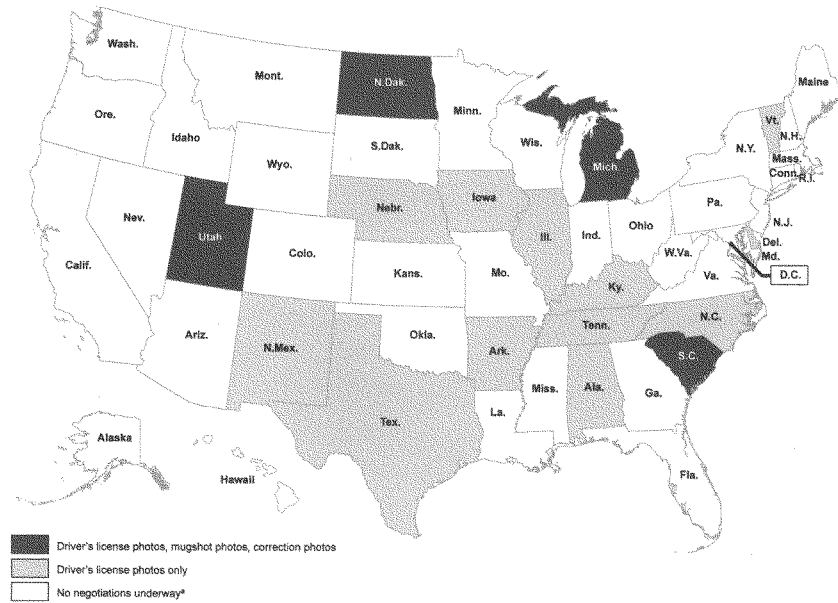 Wash.
Maine
Mont.
N.Dak.
Minn.
Vt.
Ore.
N.H.
Idaho
Wis.
N.Y.
S.Dak.
Mass.
Wyo.
Mich.
Conn.
R.I.
Iowa
Pa.
Nebr.
Nev.
Ohio
N.J.
Utah
Ill.
Ind.
Del.
Colo.
W.Va.
Md.
Calif.
Kans.
Mo.
Va.
D.C.
Ky.
N.C.
Tenn.
Ariz.
Okla.
N.Mex.
Ark.
S.C.
Miss.
Ala.
Ga.
Tex.
La.
Alaska
Hawaii
Fla.
Driver's license photos, mugshot photos, correction photos
Driver's license photos only
No negotiations underwayª